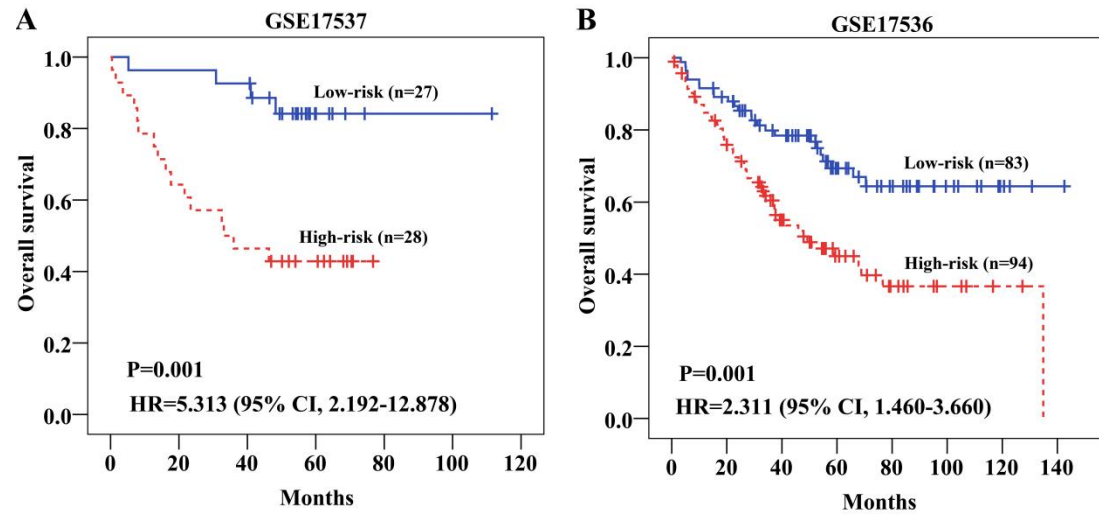 A
GSE17537
Overall survival
1.0
0.8
0.6
0.4
0.2
0.0
Low-risk (n=27)
High-risk (n=28)
P=0.001
HR=5.313 (95% CI, 2.192-12.878)
0 20 40 60 80 100 120
Months
B
GSE17536
Overall survival
1.0
0.8
0.6
0.4
0.2
0.0
Low-risk (n=83)
High-risk (n=94)
P=0.001
HR=2.311 (95% CI, 1.460-3.660)
0 20 40 60 80 100 120 140
Months